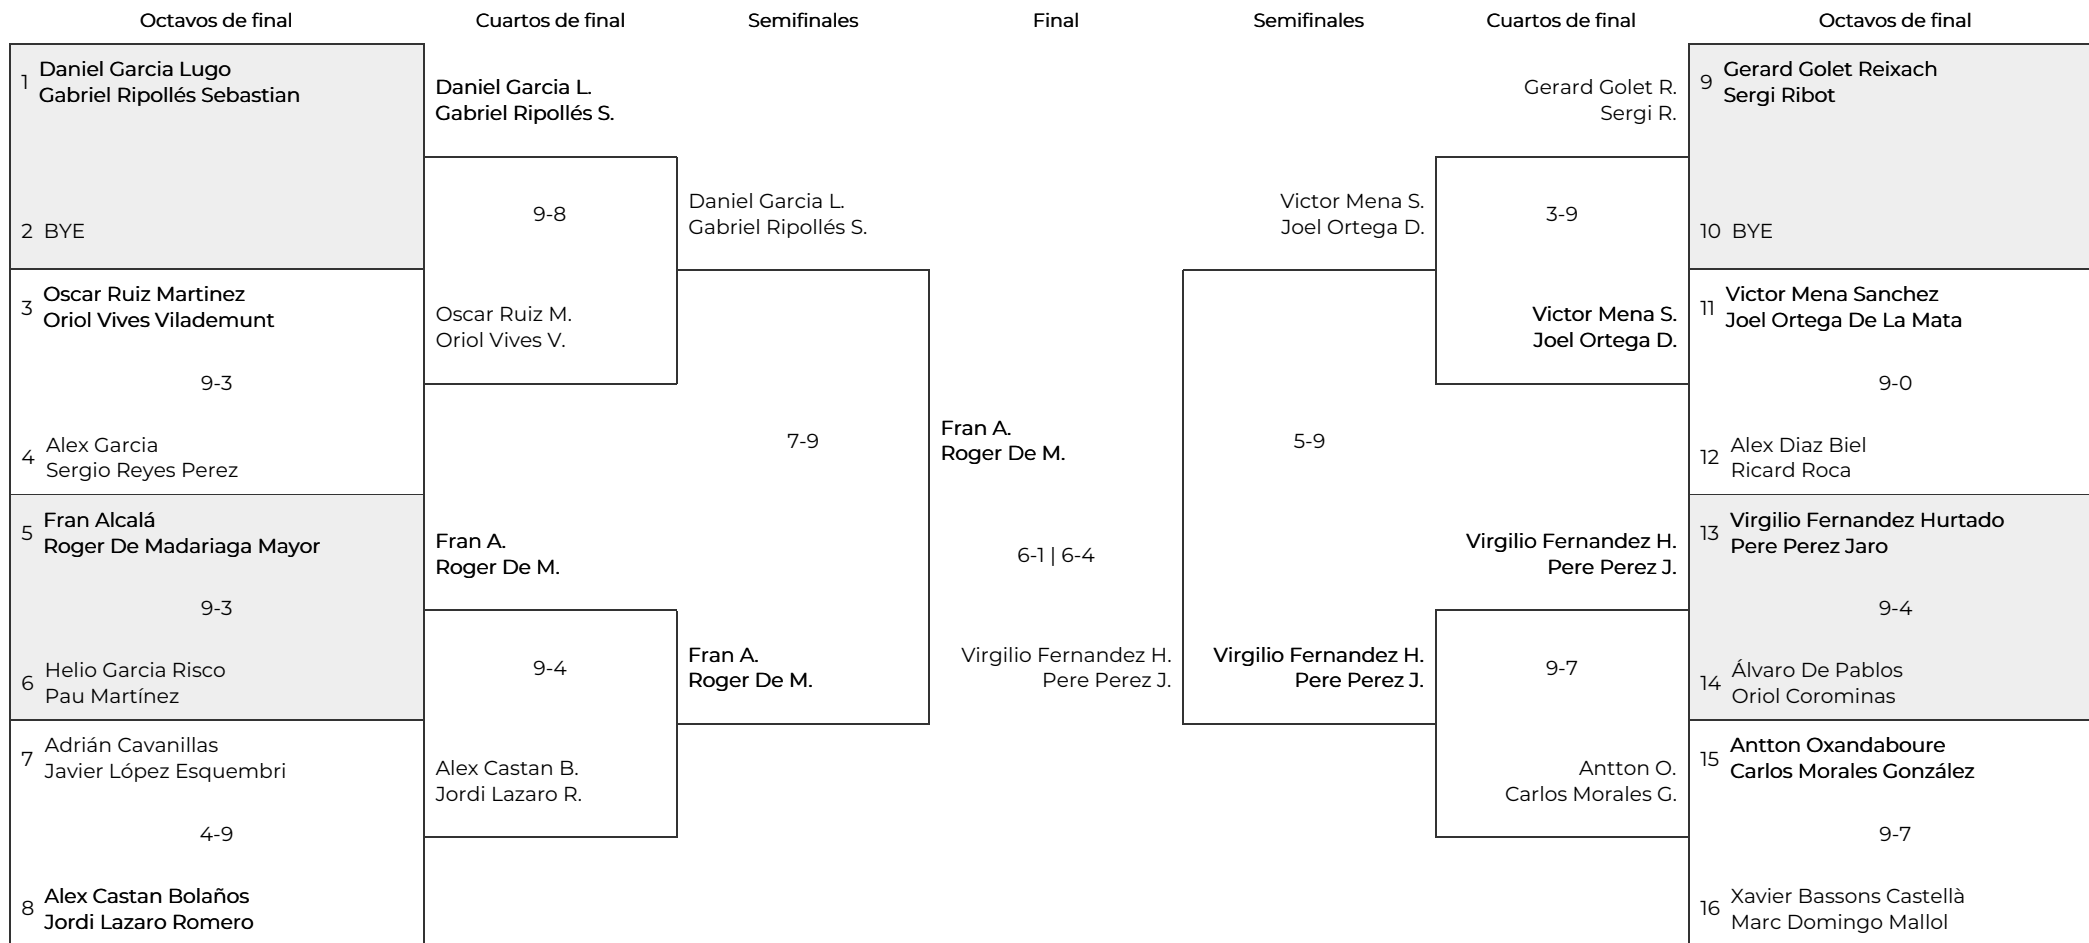 Octavos de final
Cuartos de final
Semifinales
Final
Semifinales
Cuartos de final
Octavos de final
1
Daniel Garcia Lugo
Gabriel Ripollés Sebastian
2 BYE
3
Oscar Ruiz Martinez
Oriol Vives Vilademunt
9-3
4
Alex Garcia
Sergio Reyes Perez
5
Fran Alcalá
Roger De Madariaga Mayor
9-3
6
Helio Garcia Risco
Pau Martínez
7
Adrián Cavanillas
Javier López Esquembri
4-9
8
Alex Castan Bolaños
Jordi Lazaro Romero
Daniel Garcia L.
Gabriel Ripollés S.
9-8
Oscar Ruiz M.
Oriol Vives V.
Fran A.
Roger De M.
9-4
Alex Castan B.
Jordi Lazaro R.
Daniel Garcia L.
Gabriel Ripollés S.
7-9
Fran A.
Roger De M.
Fran A.
Roger De M.
6-1 | 6-4
Virgilio Fernandez H.
Pere Perez J.
Victor Mena S.
Joel Ortega D.
5-9
Virgilio Fernandez H.
Pere Perez J.
Gerard Golet R.
Sergi R.
3-9
Victor Mena S.
Joel Ortega D.
Virgilio Fernandez H.
Pere Perez J.
9-7
Antton O.
Carlos Morales G.
9
Gerard Golet Reixach
Sergi Ribot
10 BYE
11
Victor Mena Sanchez
Joel Ortega De La Mata
9-0
12
Alex Diaz Biel
Ricard Roca
13
Virgilio Fernandez Hurtado
Pere Perez Jaro
9-4
14
Álvaro De Pablos
Oriol Corominas
15
Antton Oxandaboure
Carlos Morales González
9-7
16
Xavier Bassons Castellà
Marc Domingo Mallol